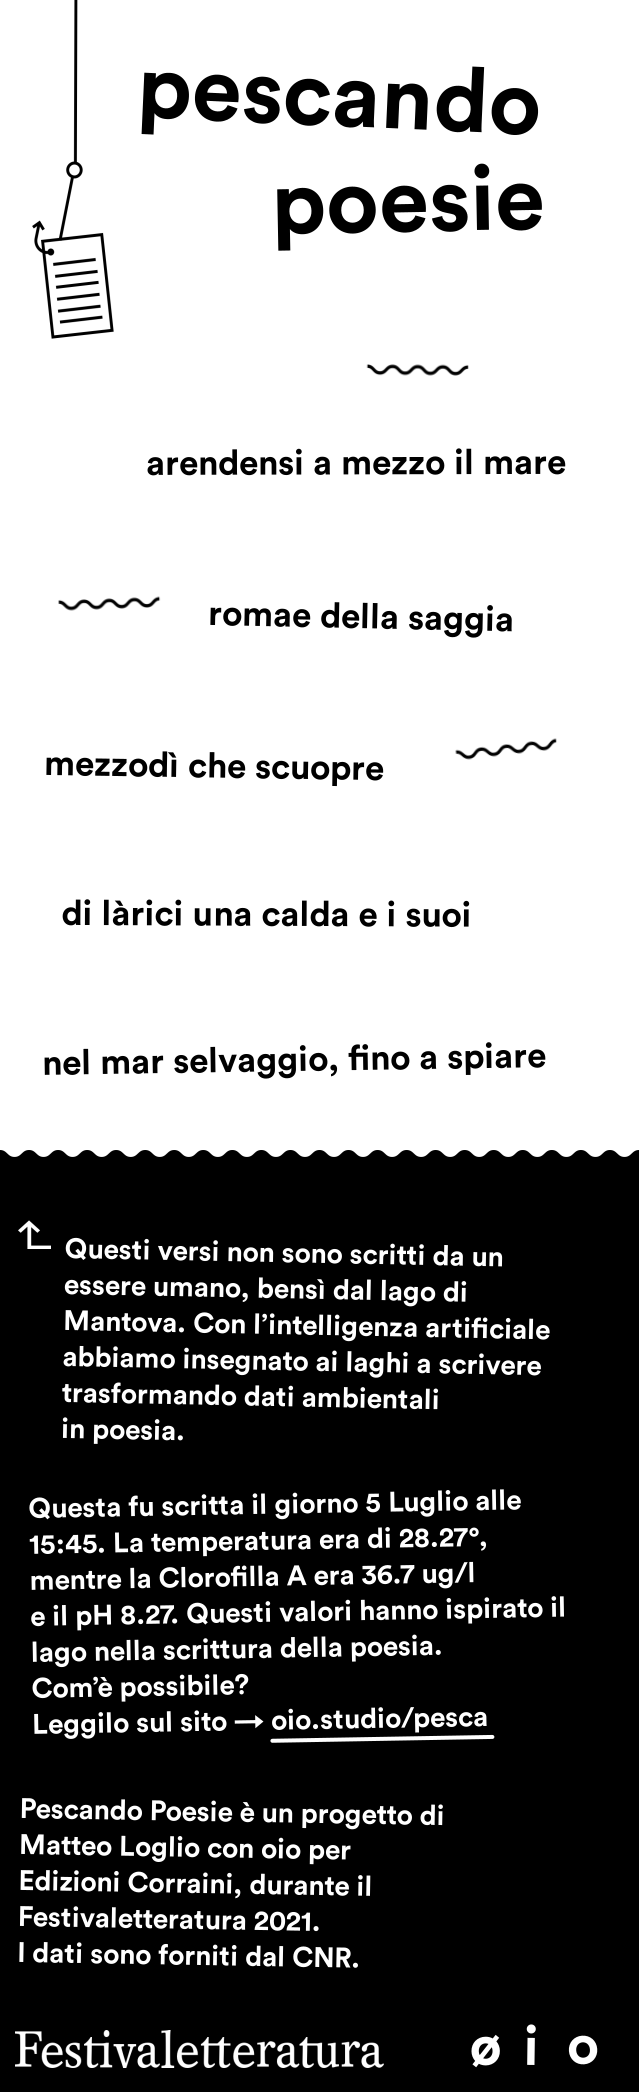 pescando
poesie
arendensi a mezzo il mare
romae della saggia
mezzodì che scuopre
di làrici una calda e i suoi
nel mar selvaggio, fino a spiare
Questi versi non sono scritti da un
essere umano, bensì dal lago di
Mantova. Con l’intelligenza artificiale
abbiamo insegnato ai laghi a scrivere
trasformando dati ambientali
in poesia.
Questa fu scritta il giorno 5 Luglio alle
15:45. La temperatura era di 28.27°,
mentre la Clorofilla A era 36.7 ug/l
e il pH 8.27. Questi valori hanno ispirato il
lago nella scrittura della poesia.
Com’è possibile?
Leggilo sul sito → oio.studio/pesca
Pescando Poesie è un progetto di
Matteo Loglio con oio per
Edizioni Corraini, durante il
Festivaletteratura 2021.
I dati sono forniti dal CNR.
Festivaletteratura ø i o